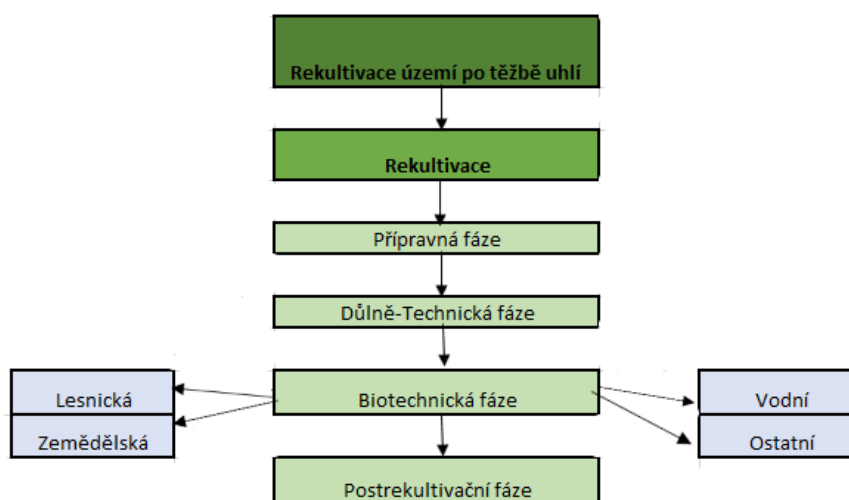 Rekultivace území po těžbě uhlí
Rekultivace
Přípravná fáze
Důlně-Technická fáze
Lesnická
Biotechnická fáze
Vodní
Zemědělská
Ostatní
Postrekultivační fáze